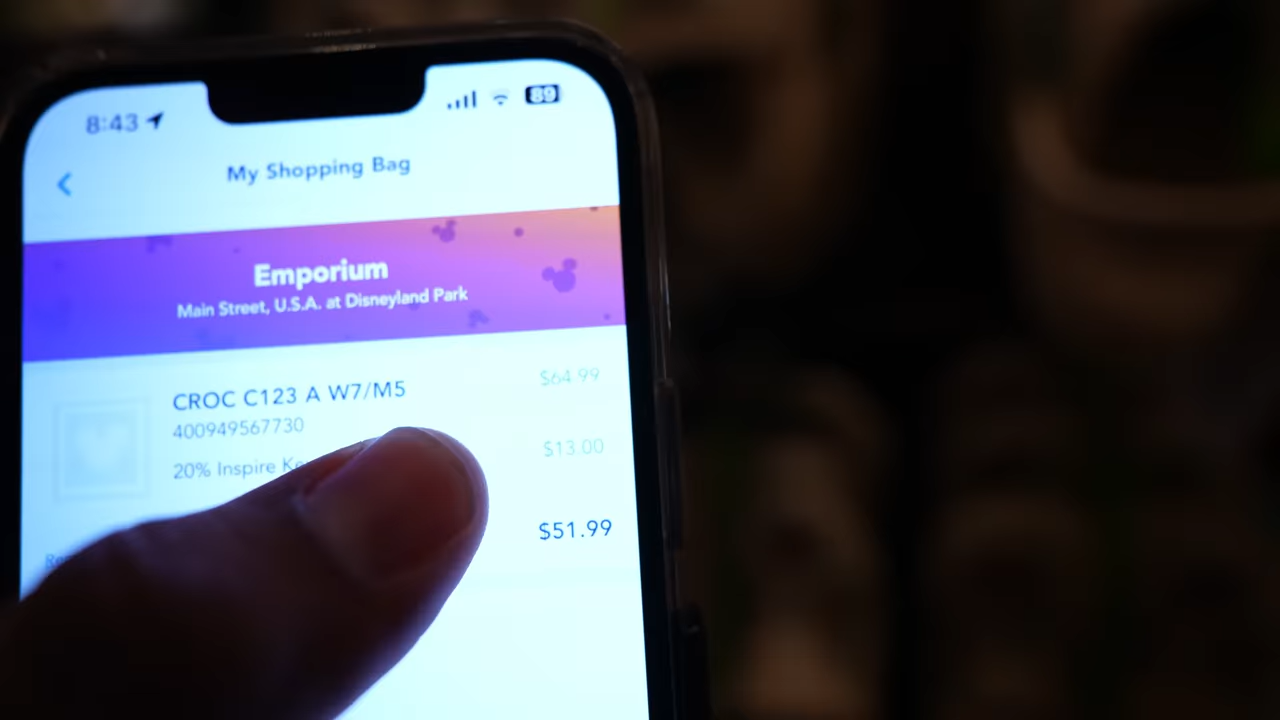 8:43
89
My Shopping Bag
Emporium
Main Street, U.S.A. at Disneyland Park
CROC C123 A W7/M5
$64.99
400949567730
20% Inspire
$13.00
$51.99